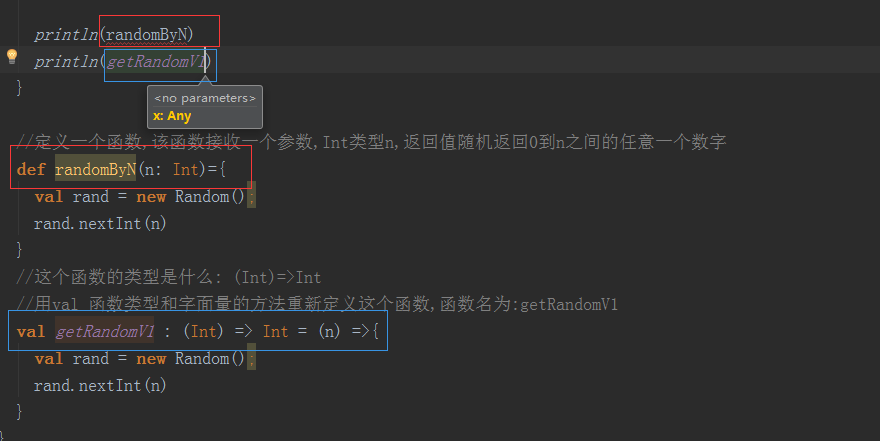 println(randomByN)
println(getRandomV1)
}
<no parameters>
x: Any
//定义一个函数,该函数接收一个参数,Int类型n,返回值随机返回0到n之间的任意一个数字
def randomByN(n: Int)={
val rand = new Random();
rand.nextInt(n)
}
//这个函数的类型是什么: (Int)=>Int
//用val 函数类型和字面量的方法重新定义这个函数,函数名为:getRandomV1
val getRandomV1 : (Int) => Int = (n) =>{
val rand = new Random();
rand.nextInt(n)
}
}